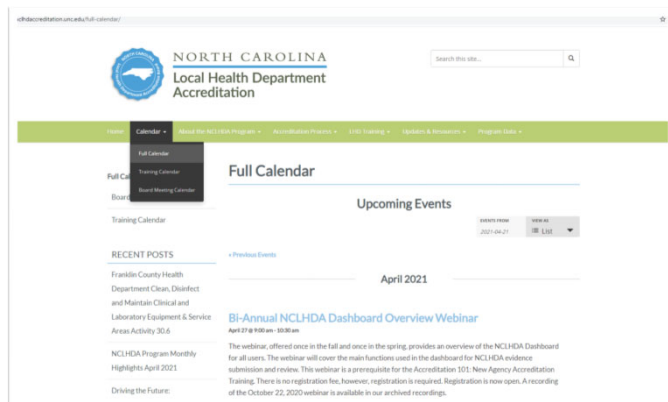 clhdaccreditation.unc.edu/full-calendar/
NORTH CAROLINA
Local Health Department
Accreditation
Search this site...
Home
Calendar
About the NCLHDA Program
Accreditation Process
LHD Training
Updates & Resources
Program Data
Full Calendar
Training Calendar
Board Meeting Calendar
Full Cal
Board
Training Calendar
RECENT POSTS
Franklin County Health
Department Clean, Disinfect
and Maintain Clinical and
Laboratory Equipment & Service
Areas Activity 30.6
NCLHDA Program Monthly
Highlights April 2021
Driving the Future:
Full Calendar
Upcoming Events
EVENTS FROM
2021-04-21
VIEW AS
List
« Previous Events
April 2021
Bi-Annual NCLHDA Dashboard Overview Webinar
April 27 @ 9:00 am - 10:30 am
The webinar, offered once in the fall and once in the spring, provides an overview of the NCLHDA Dashboard
for all users. The webinar will cover the main functions used in the dashboard for NCLHDA evidence
submission and review. This webinar is a prerequisite for the Accreditation 101: New Agency Accreditation
Training. There is no registration fee, however, registration is required. Registration is now open. A recording
of the October 22, 2020 webinar is available in our archived recordings.